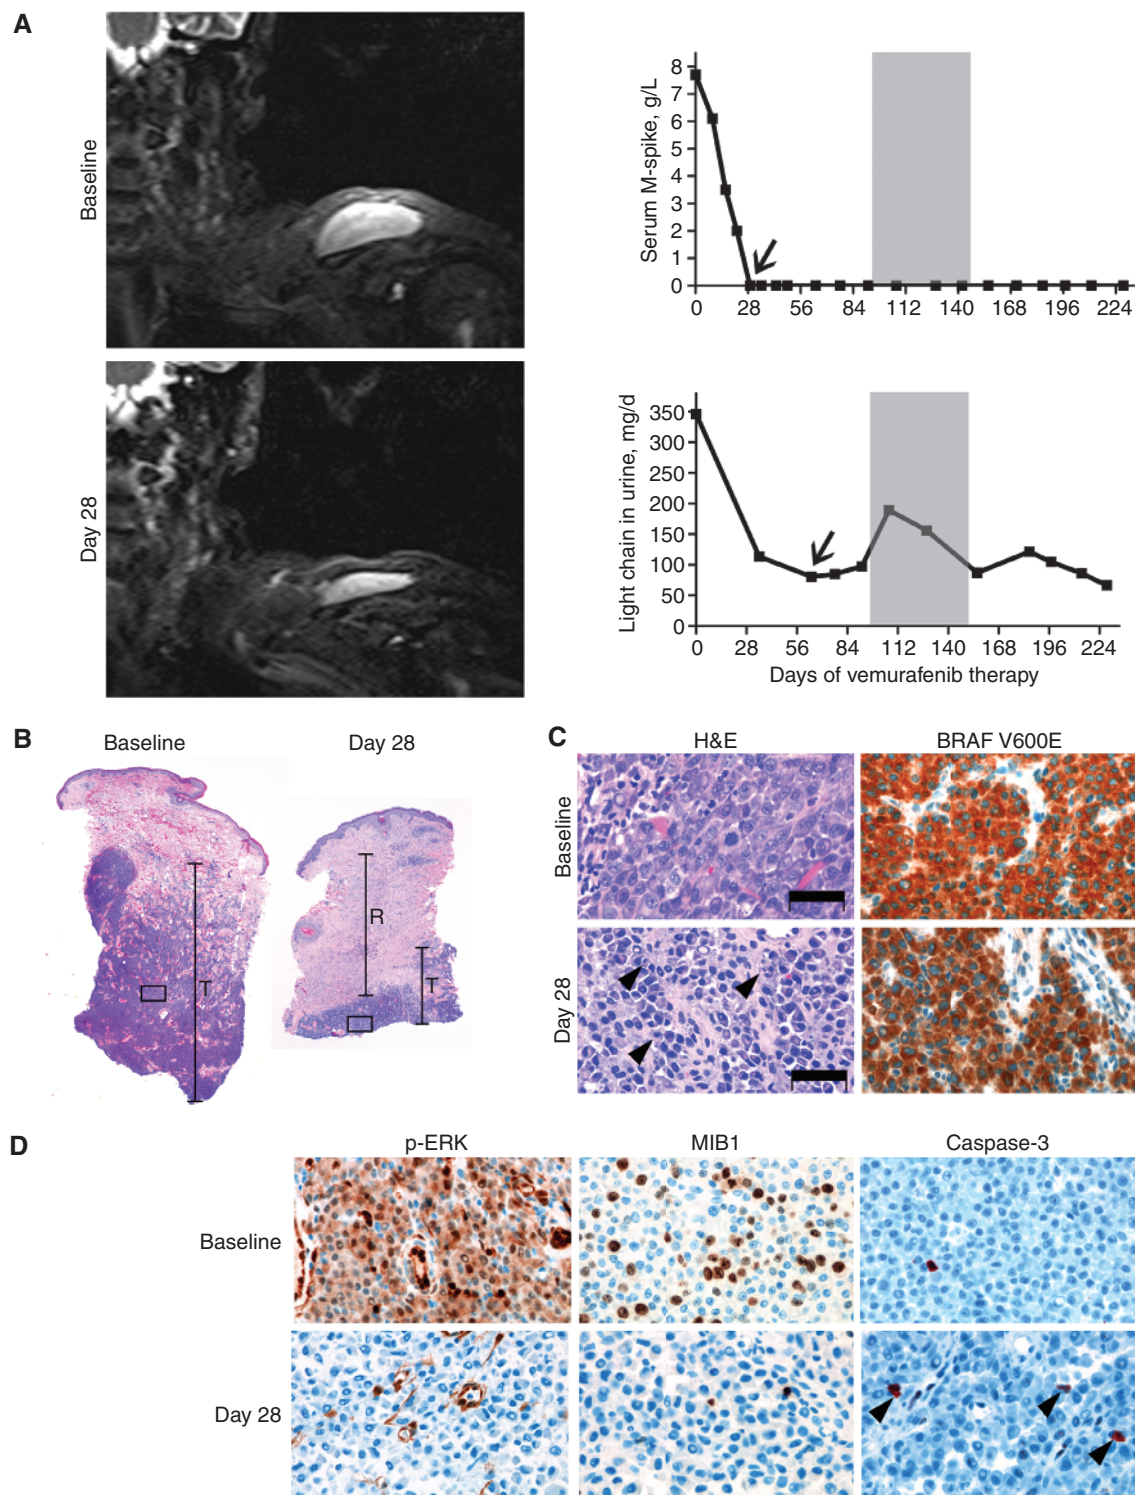 A
Baseline
Day 28
Serum M-spike, g/L
8
7
6
5
4
3
2
1
0
0 28 56 84 112 140 168 196 224
Light chain in urine, mg/d
350
300
250
200
150
100
50
0
0 28 56 84 112 140 168 196 224
Days of vemurafenib therapy
B
Baseline Day 28
T
R
T
C
H&E BRAF V600E
Baseline
Day 28
D
p-ERK MIB1 Caspase-3
Baseline
Day 28